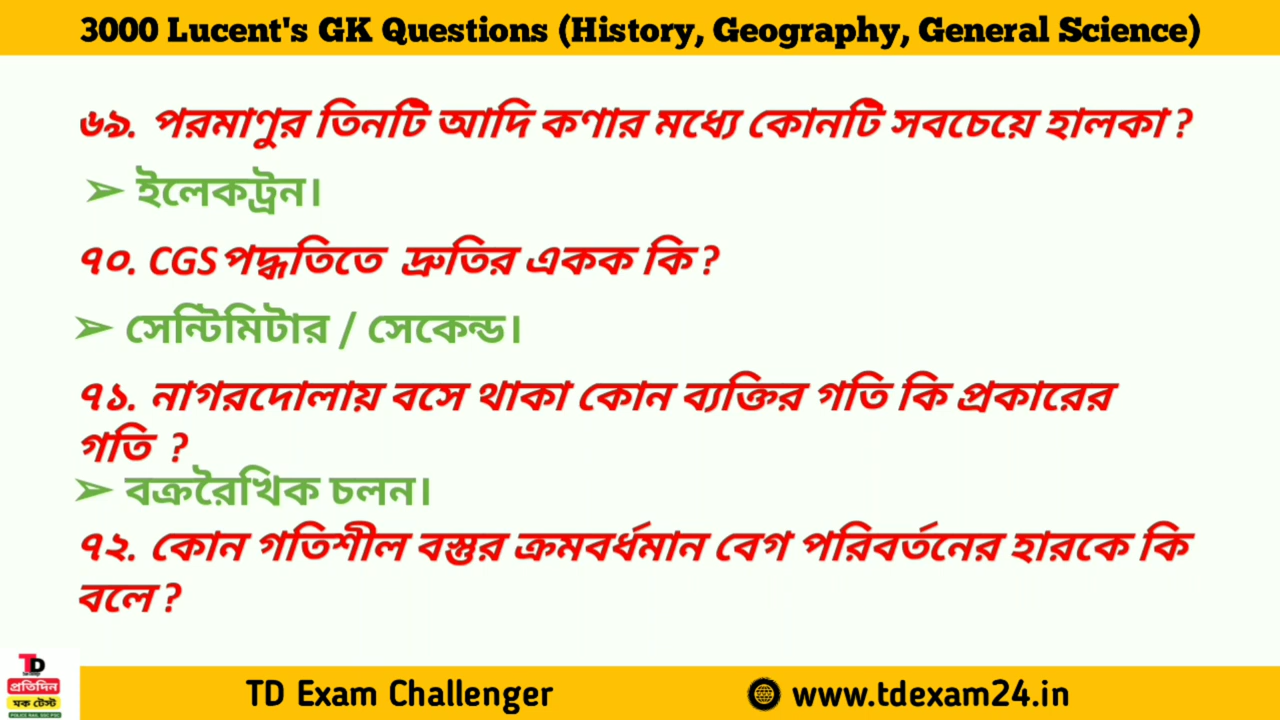 3000 Lucent's GK Questions (History, Geography, General Science)
৬৯. পরমাণুর তিনটি আদি কণার মধ্যে কোনটি সবচেয়ে হালকা ?
➢ ইলেকট্রন।
৭০. CGS পদ্ধতিতে দ্রুতির একক কি ?
➢ সেন্টিমিটার / সেকেন্ড।
৭১. নাগরদোলায় বসে থাকা কোন ব্যক্তির গতি কি প্রকারের
গতি ?
➢ বক্ররৈখিক চলন।
৭২. কোন গতিশীল বস্তুর ক্রমবর্ধমান বেগ পরিবর্তনের হারকে কি
বলে ?
TD
প্রতিদিন
মক টেস্ট
TD Exam Challenger
www.tdexam24.in